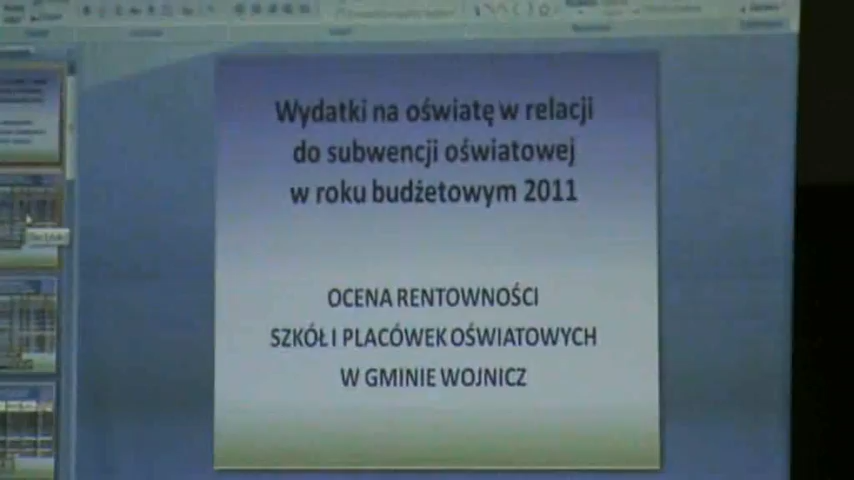 Wydatki na oświatę w relacji
do subwencji oświatowej
w roku budżetowym 2011
OCENA RENTOWNOŚCI
SZKÓŁ I PLACÓWEK OŚWIATOWYCH
W GMINIE WOJNICZ